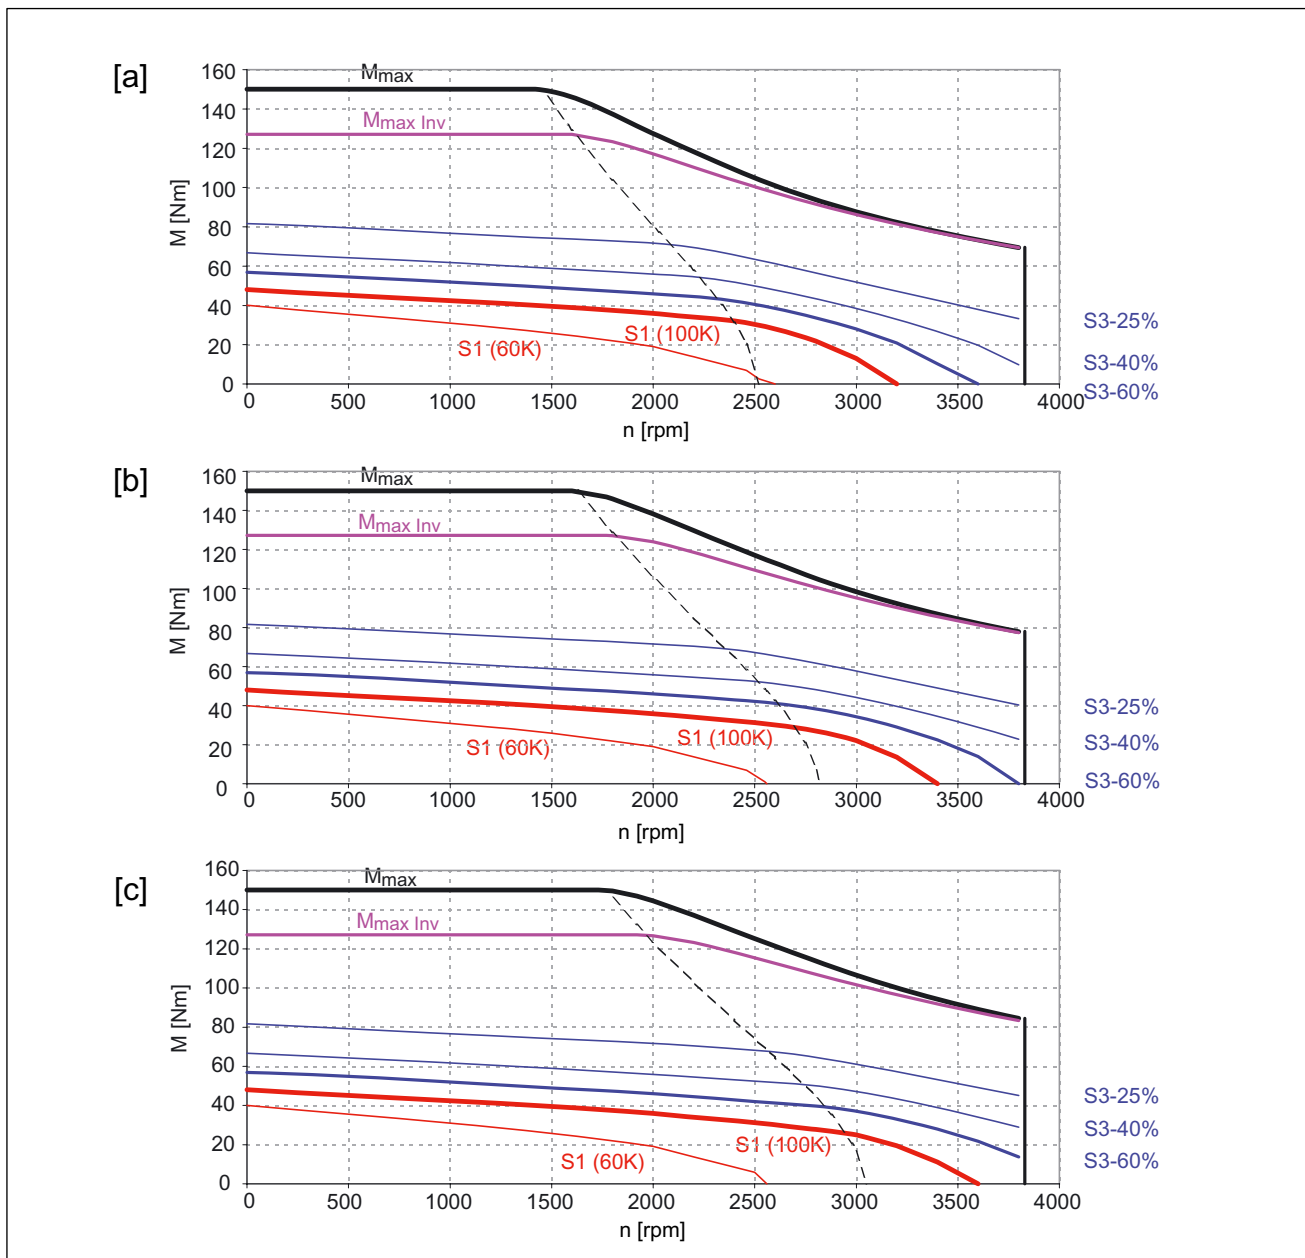 [a]
M [Nm]
160
140
120
100
80
60
40
20
0
Mmax
Mmax Inv
S1 (60K)
S1 (100K)
S3-25%
S3-40%
S3-60%
0 500 1000 1500 2000 2500 3000 3500 4000
n [rpm]
[b]
M [Nm]
160
140
120
100
80
60
40
20
0
Mmax
Mmax Inv
S1 (60K)
S1 (100K)
S3-25%
S3-40%
S3-60%
0 500 1000 1500 2000 2500 3000 3500 4000
n [rpm]
[c]
M [Nm]
160
140
120
100
80
60
40
20
0
Mmax
Mmax Inv
S1 (60K)
S1 (100K)
S3-25%
S3-40%
S3-60%
0 500 1000 1500 2000 2500 3000 3500 4000
n [rpm]